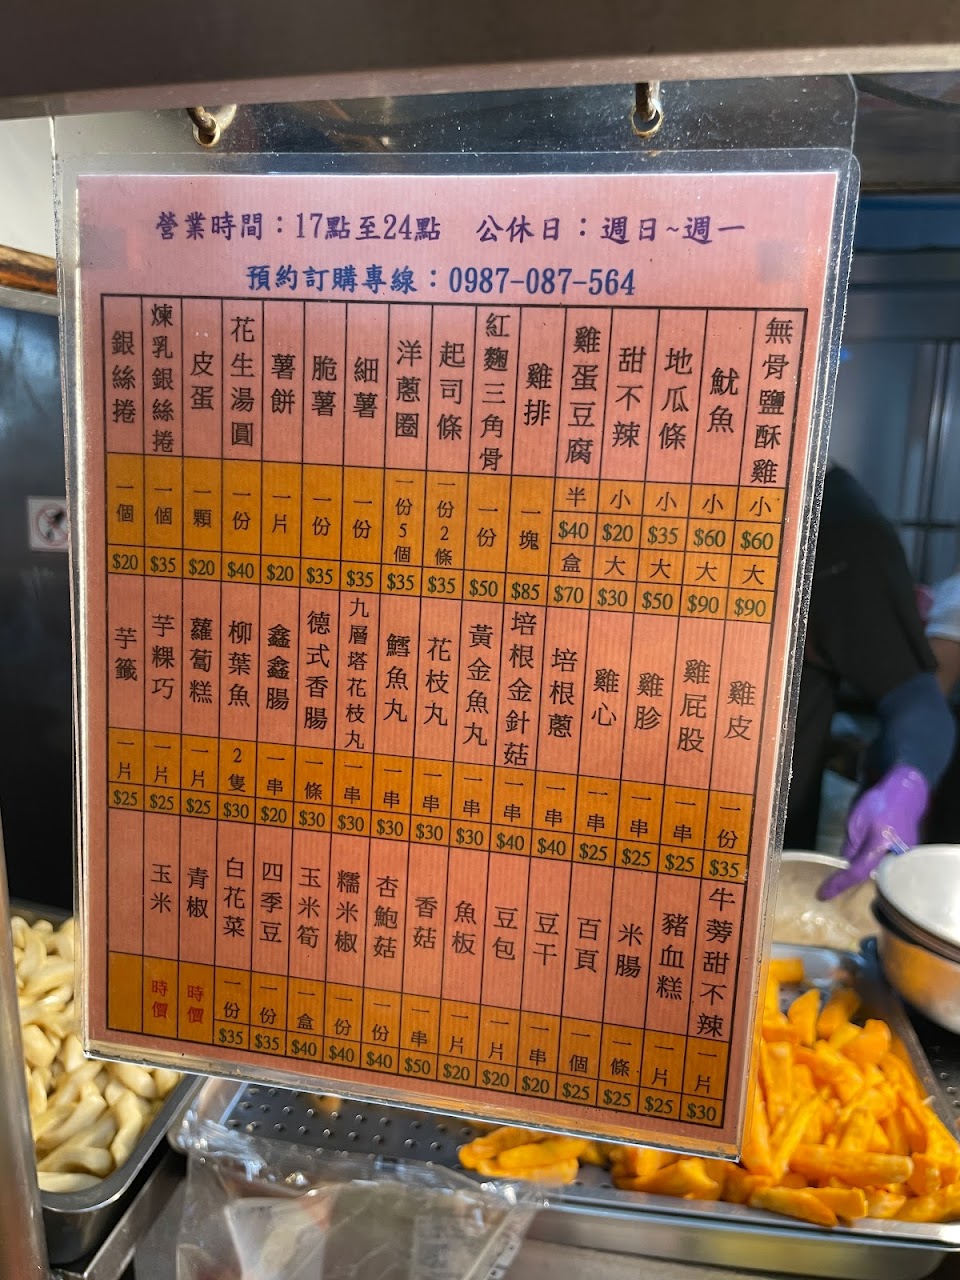 營業時間：17點至24點　公休日：週日~週一
預約訂購專線：0987-087-564
無骨鹽酥雞 小 $60 大 $90
魷魚 小 $60 大 $90
地瓜條 小 $35 大 $50
甜不辣 小 $20 大 $30
雞蛋豆腐 半 $40 盒 $70
雞排 一塊 $85
紅麴三角骨 一份 $50
起司條 一份2條 $35
洋蔥圈 一份5個 $35
細薯 一份 $35
脆薯 一份 $35
薯餅 一片 $20
花生湯圓 一份 $40
皮蛋 一顆 $20
煉乳銀絲捲 一個 $35
銀絲捲 一個 $20
雞皮 一份 $35
雞屁股 一串 $25
雞胗 一串 $25
雞心 一串 $25
培根蔥 一串 $40
培根金針菇 一串 $40
黃金魚丸 一串 $30
花枝丸 一串 $30
鱈魚丸 一串 $30
九層塔花枝丸 一串 $30
德式香腸 一條 $30
鑫鑫腸 一串 $20
柳葉魚 2隻 $30
蘿蔔糕 一片 $25
芋粿巧 一片 $25
芋籤 一片 $25
牛蒡甜不辣 一片 $30
豬血糕 一片 $25
米腸 一條 $25
百頁 一個 $25
豆干 一串 $20
豆包 一片 $20
魚板 一片 $20
香菇 一串 $50
杏鮑菇 一份 $40
糯米椒 一份 $40
玉米筍 一盒 $40
四季豆 一份 $35
白花菜 一份 $35
青椒 時價
玉米 時價